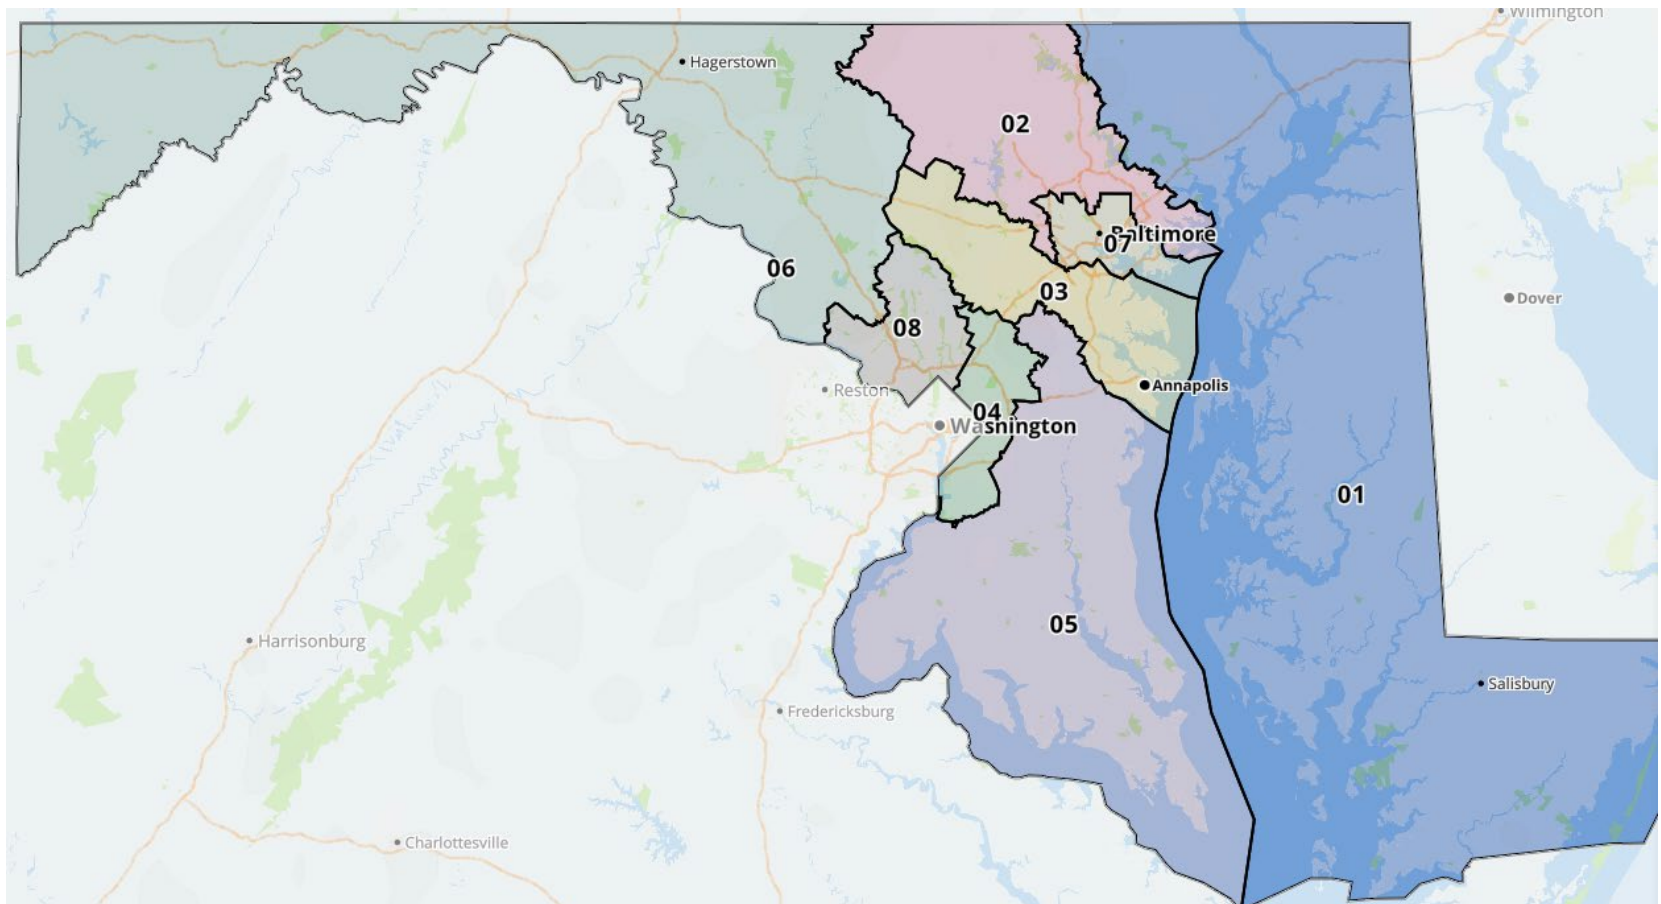 Wilmington
Hagerstown
02
Baltimore
07
06
03
Dover
08
Annapolis
Reston
04
Washington
01
05
Harrisonburg
Salisbury
Fredericksburg
Charlottesville